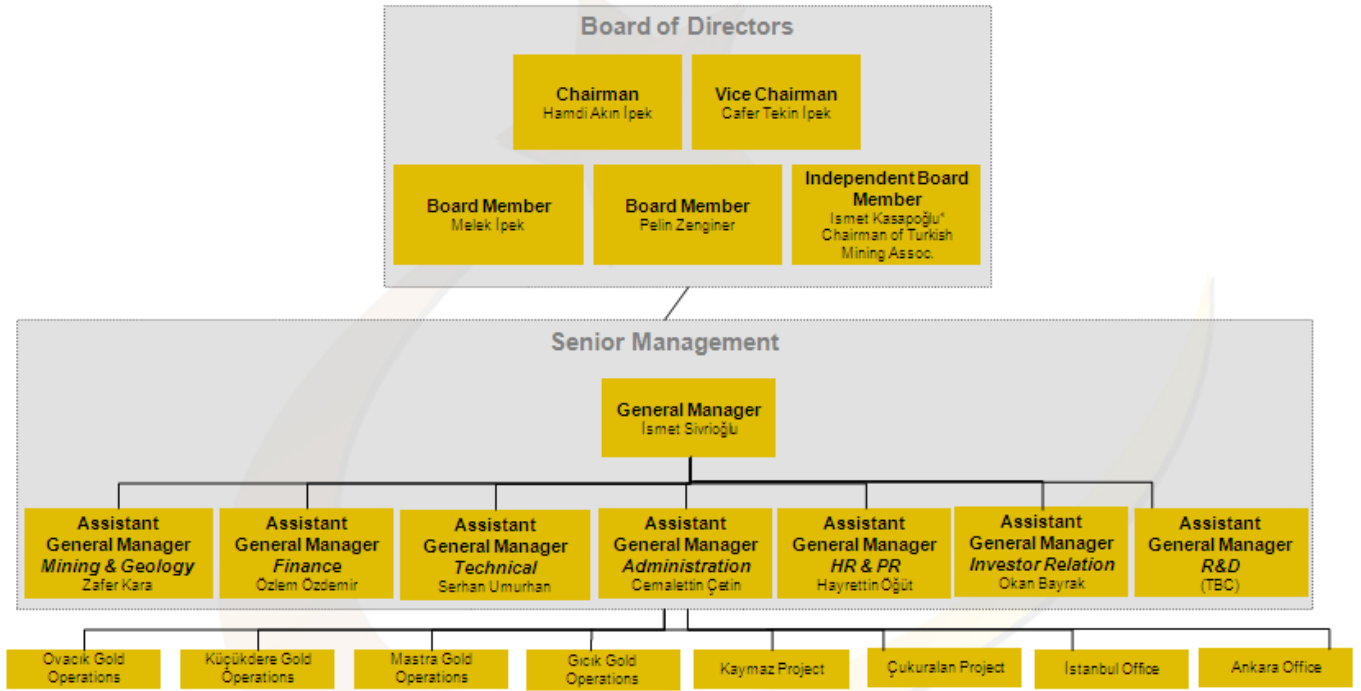 Board of Directors
Chairman
Hamdi Akın İpek
Vice Chairman
Cafer Tekin İpek
Board Member
Melek İpek
Board Member
Pelin Zenginer
Independent Board
Member
Ismet Kasapoğlu*
Chairman of Turkish
Mining Assoc.
Senior Management
General Manager
İsmet Sivrioğlu
Assistant
General Manager
Mining & Geology
Zafer Kara
Assistant
General Manager
Finance
Özlem Özdemir
Assistant
General Manager
Technical
Serhan Umurhan
Assistant
General Manager
Administration
Cemalettin Çetin
Assistant
General Manager
HR & PR
Hayrettin Öğüt
Assistant
General Manager
Investor Relation
Okan Bayrak
Assistant
General Manager
R&D
(TBC)
Ovacık Gold
Operations
Küçükdere Gold
Operations
Mastra Gold
Operations
Gıcık Gold
Operations
Kaymaz Project
Çukuralan Project
İstanbul Office
Ankara Office